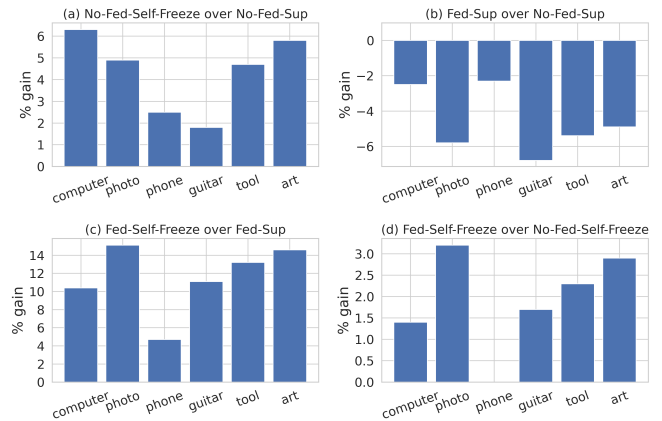 (a) No-Fed-Self-Freeze over No-Fed-Sup
% gain
6
5
4
3
2
1
0
computer photo phone guitar tool art
(b) Fed-Sup over No-Fed-Sup
% gain
0
−2
−4
−6
computer photo phone guitar tool art
(c) Fed-Self-Freeze over Fed-Sup
% gain
14
12
10
8
6
4
2
0
computer photo phone guitar tool art
(d) Fed-Self-Freeze over No-Fed-Self-Freeze
% gain
3.0
2.5
2.0
1.5
1.0
0.5
0.0
computer photo phone guitar tool art